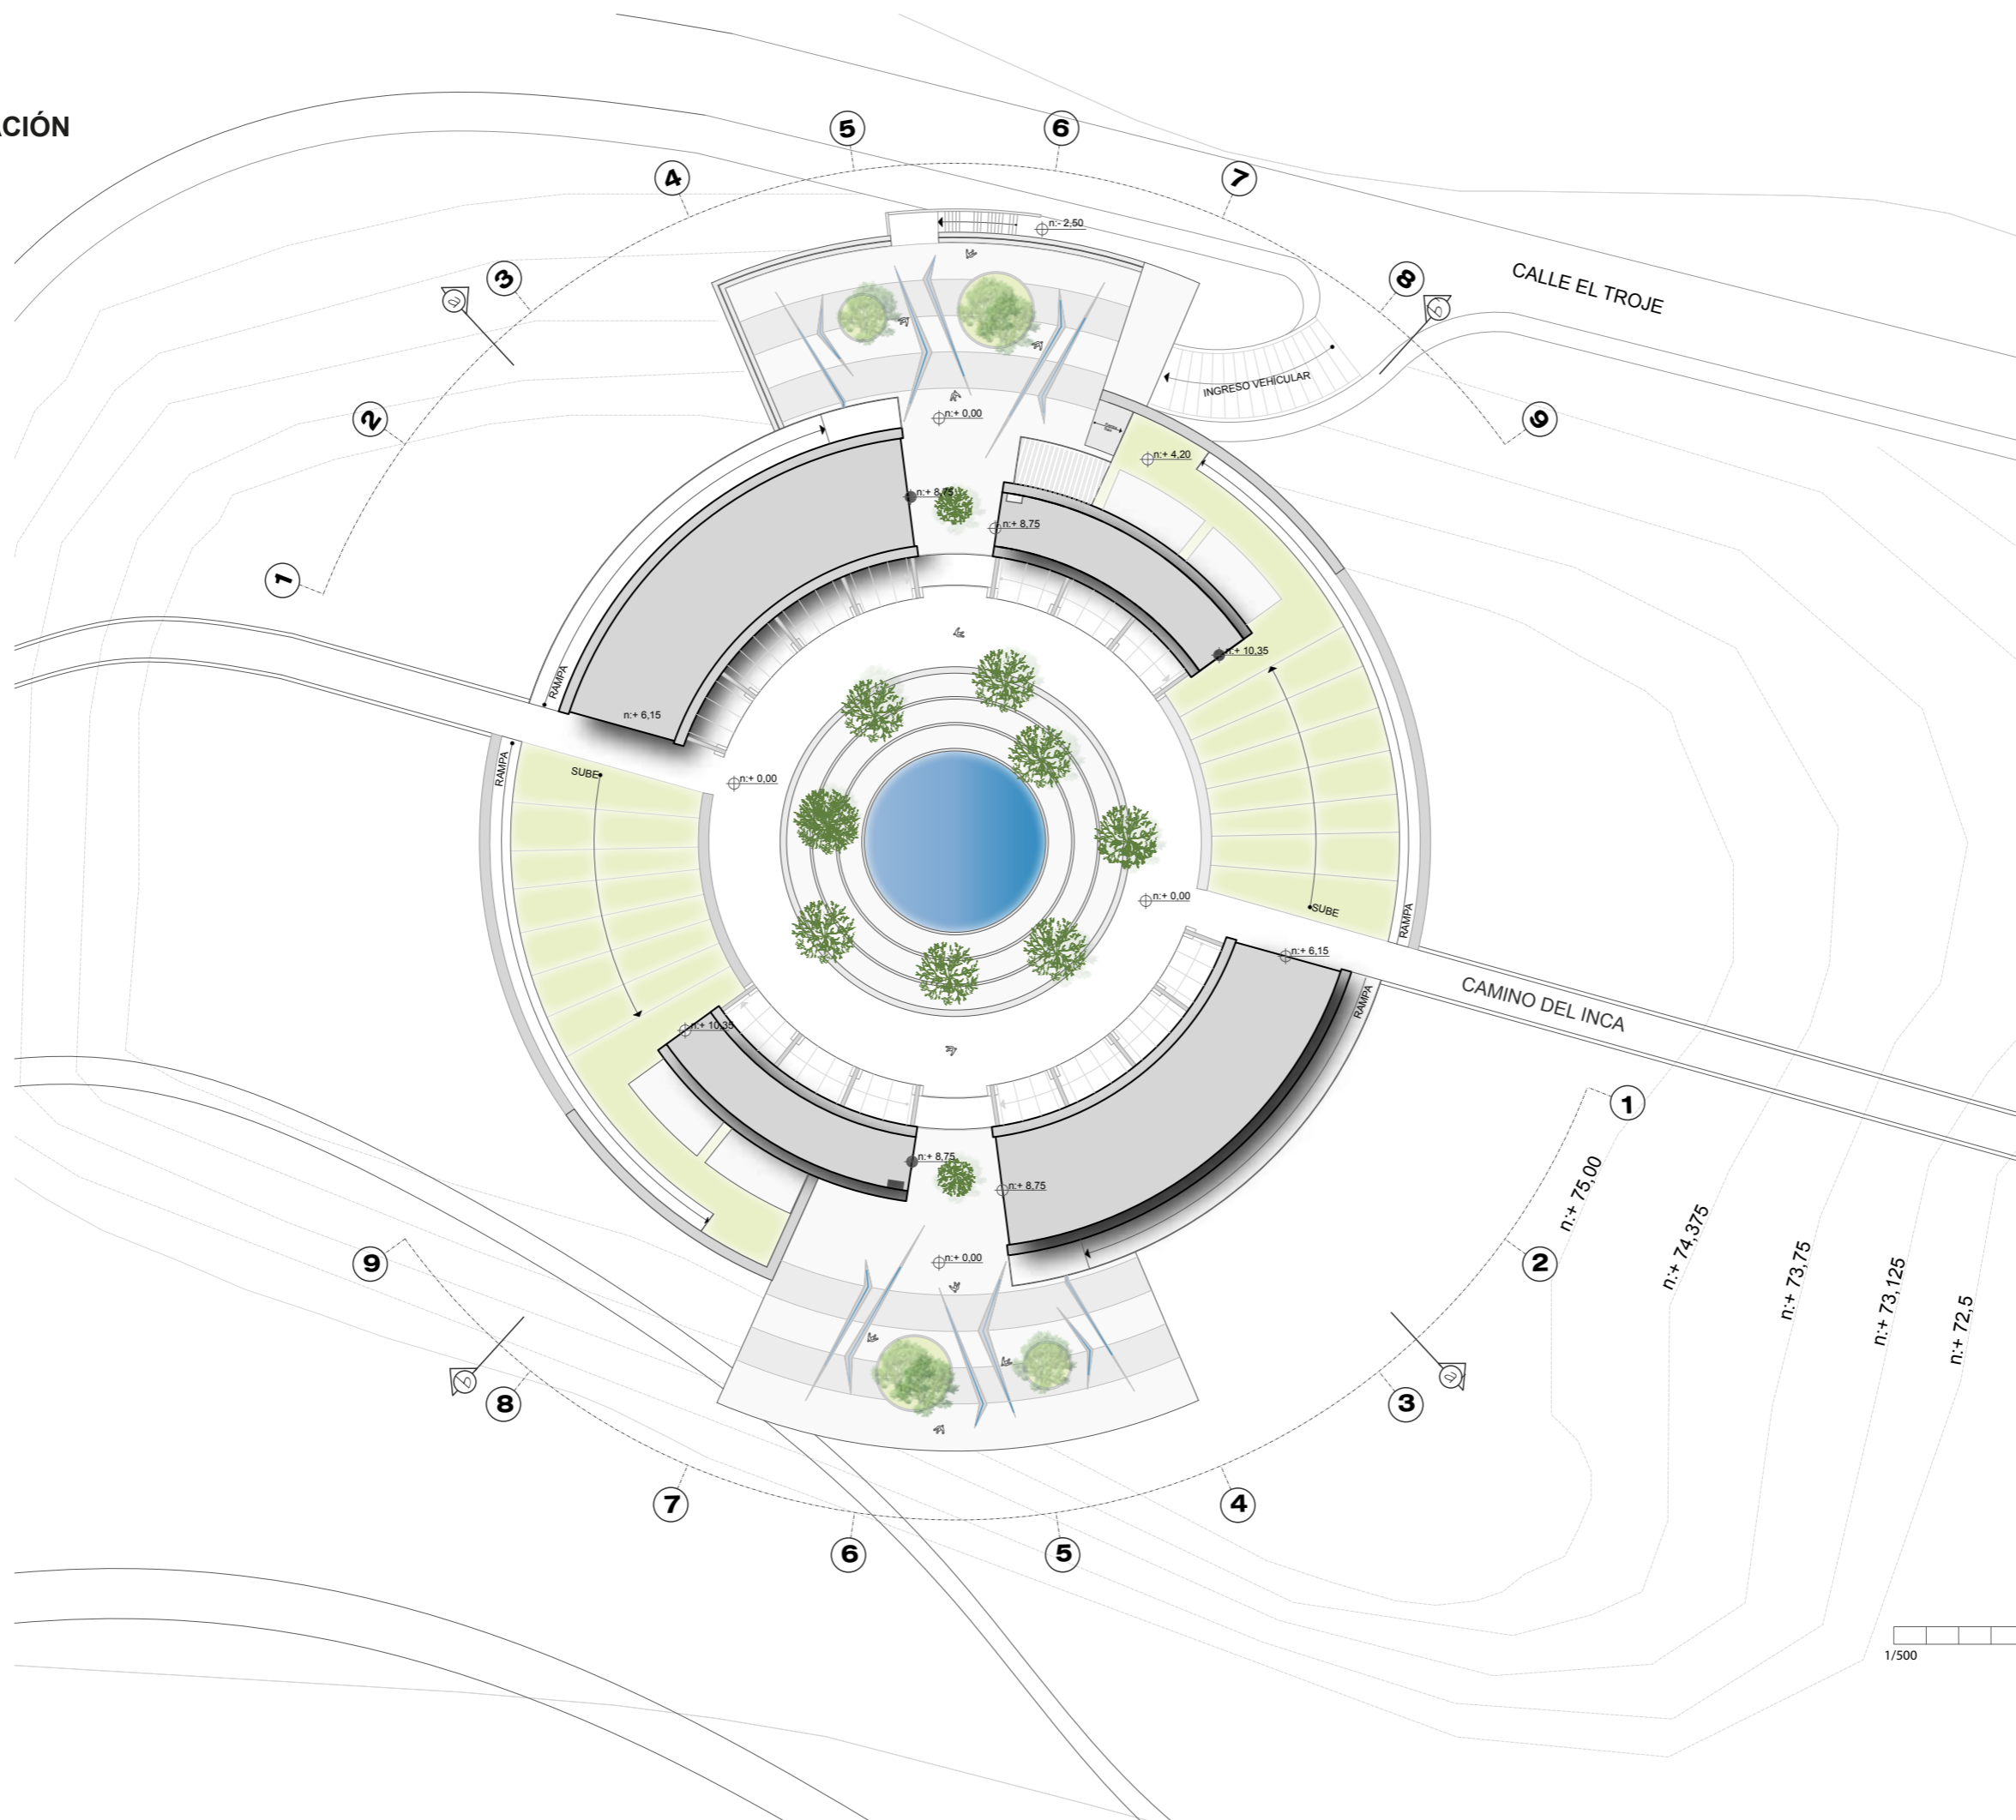 ACIÓN
5
6
4
7
n:- 2,50
3
8
a
b
CALLE EL TROJE
INGRESO VEHICULAR
2
9
n:+ 0,00
n:+ 4,20
n:+ 8,75
n:+ 8,75
1
n:+ 10,35
RAMPA
n:+ 6,15
RAMPA
SUBE
n:+ 0,00
n:+ 0,00
SUBE
RAMPA
n:+ 6,15
CAMINO DEL INCA
RAMPA
n:+ 10,35
1
n:+ 8,75
n:+ 8,75
n:+ 75,00
n:+ 74,375
n:+ 73,75
n:+ 73,125
n:+ 72,5
n:+ 0,00
9
2
b
a
8
3
7
4
6
5
1/500